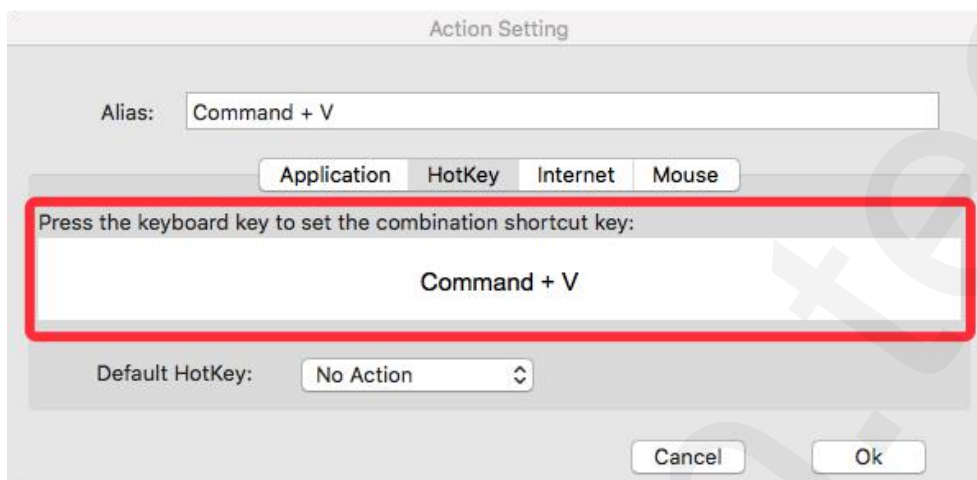 Action Setting
Alias: Command + V
Application HotKey Internet Mouse
Press the keyboard key to set the combination shortcut key:
Command + V
Default HotKey: No Action
Cancel Ok